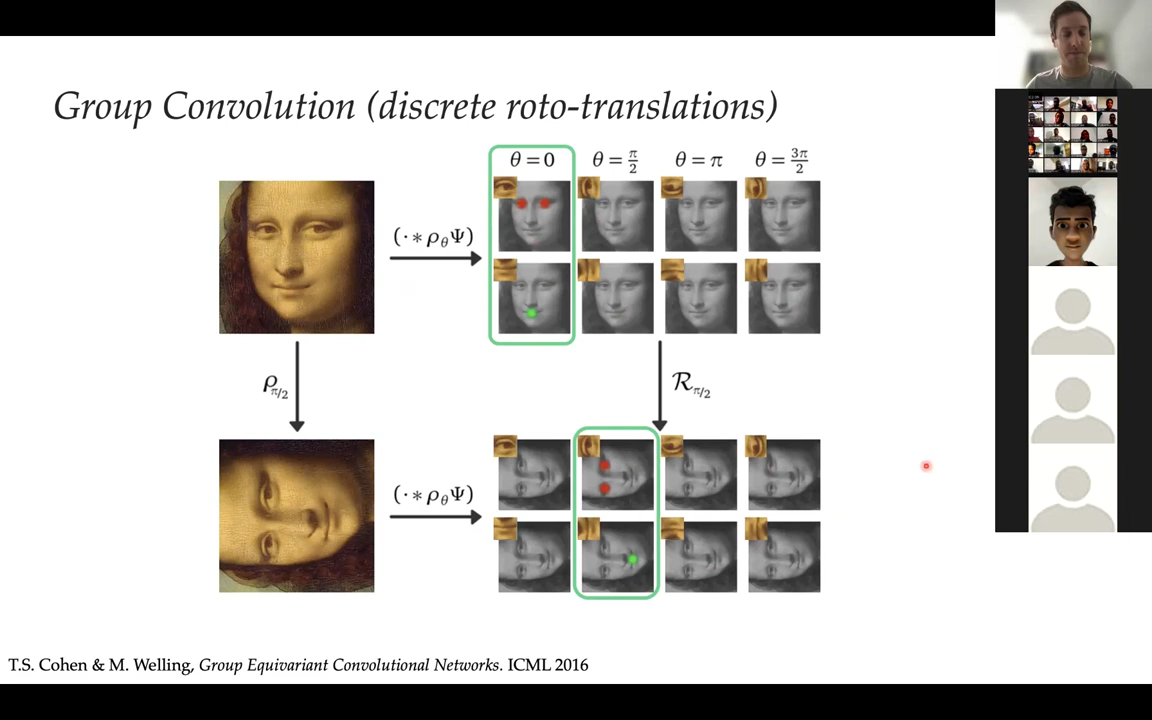 Group Convolution (discrete roto-translations)
θ = 0
θ = π/2
θ = π
θ = 3π/2
(· ∗ ρ_θ Ψ)
ρ_π/2
ℛ_π/2
(· ∗ ρ_θ Ψ)
T.S. Cohen & M. Welling, Group Equivariant Convolutional Networks. ICML 2016